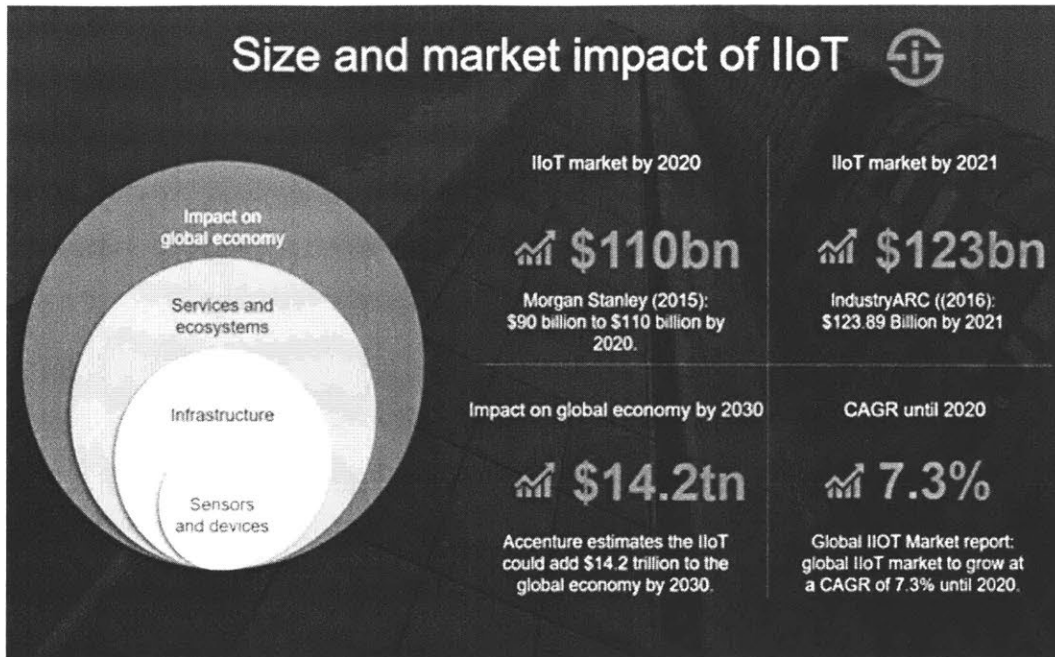 Size and market impact of IIoT
i
Impact on
global economy
Services and
ecosystems
Infrastructure
Sensors
and devices
IIoT market by 2020
$110bn
Morgan Stanley (2015):
$90 billion to $110 billion by
2020.
IIoT market by 2021
$123bn
IndustryARC ((2016):
$123.89 Billion by 2021
Impact on global economy by 2030
$14.2tn
Accenture estimates the IIoT
could add $14.2 trillion to the
global economy by 2030.
CAGR until 2020
7.3%
Global IIOT Market report:
global IIoT market to grow at
a CAGR of 7.3% until 2020.